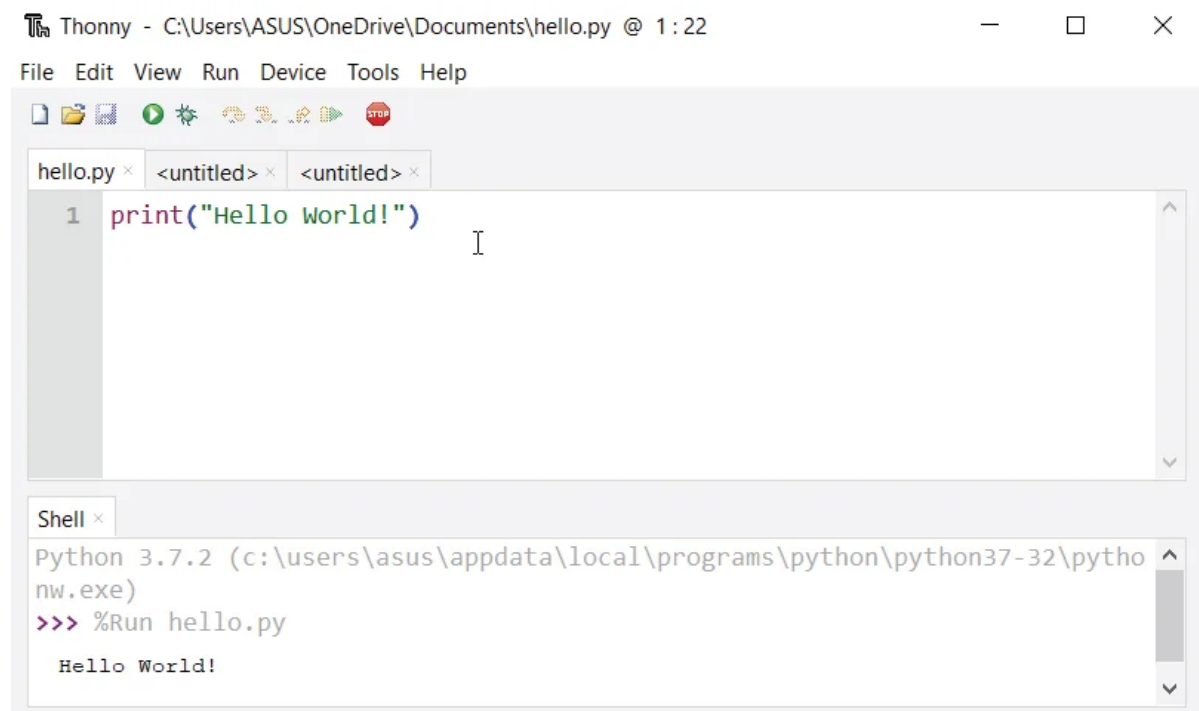 Thonny - C:\Users\ASUS\OneDrive\Documents\hello.py @ 1 : 22
File Edit View Run Device Tools Help
STOP
hello.py × <untitled> × <untitled> ×
1 print("Hello World!")
Shell ×
Python 3.7.2 (c:\users\asus\appdata\local\programs\python\python37-32\pytho
nw.exe)
>>> %Run hello.py
Hello World!